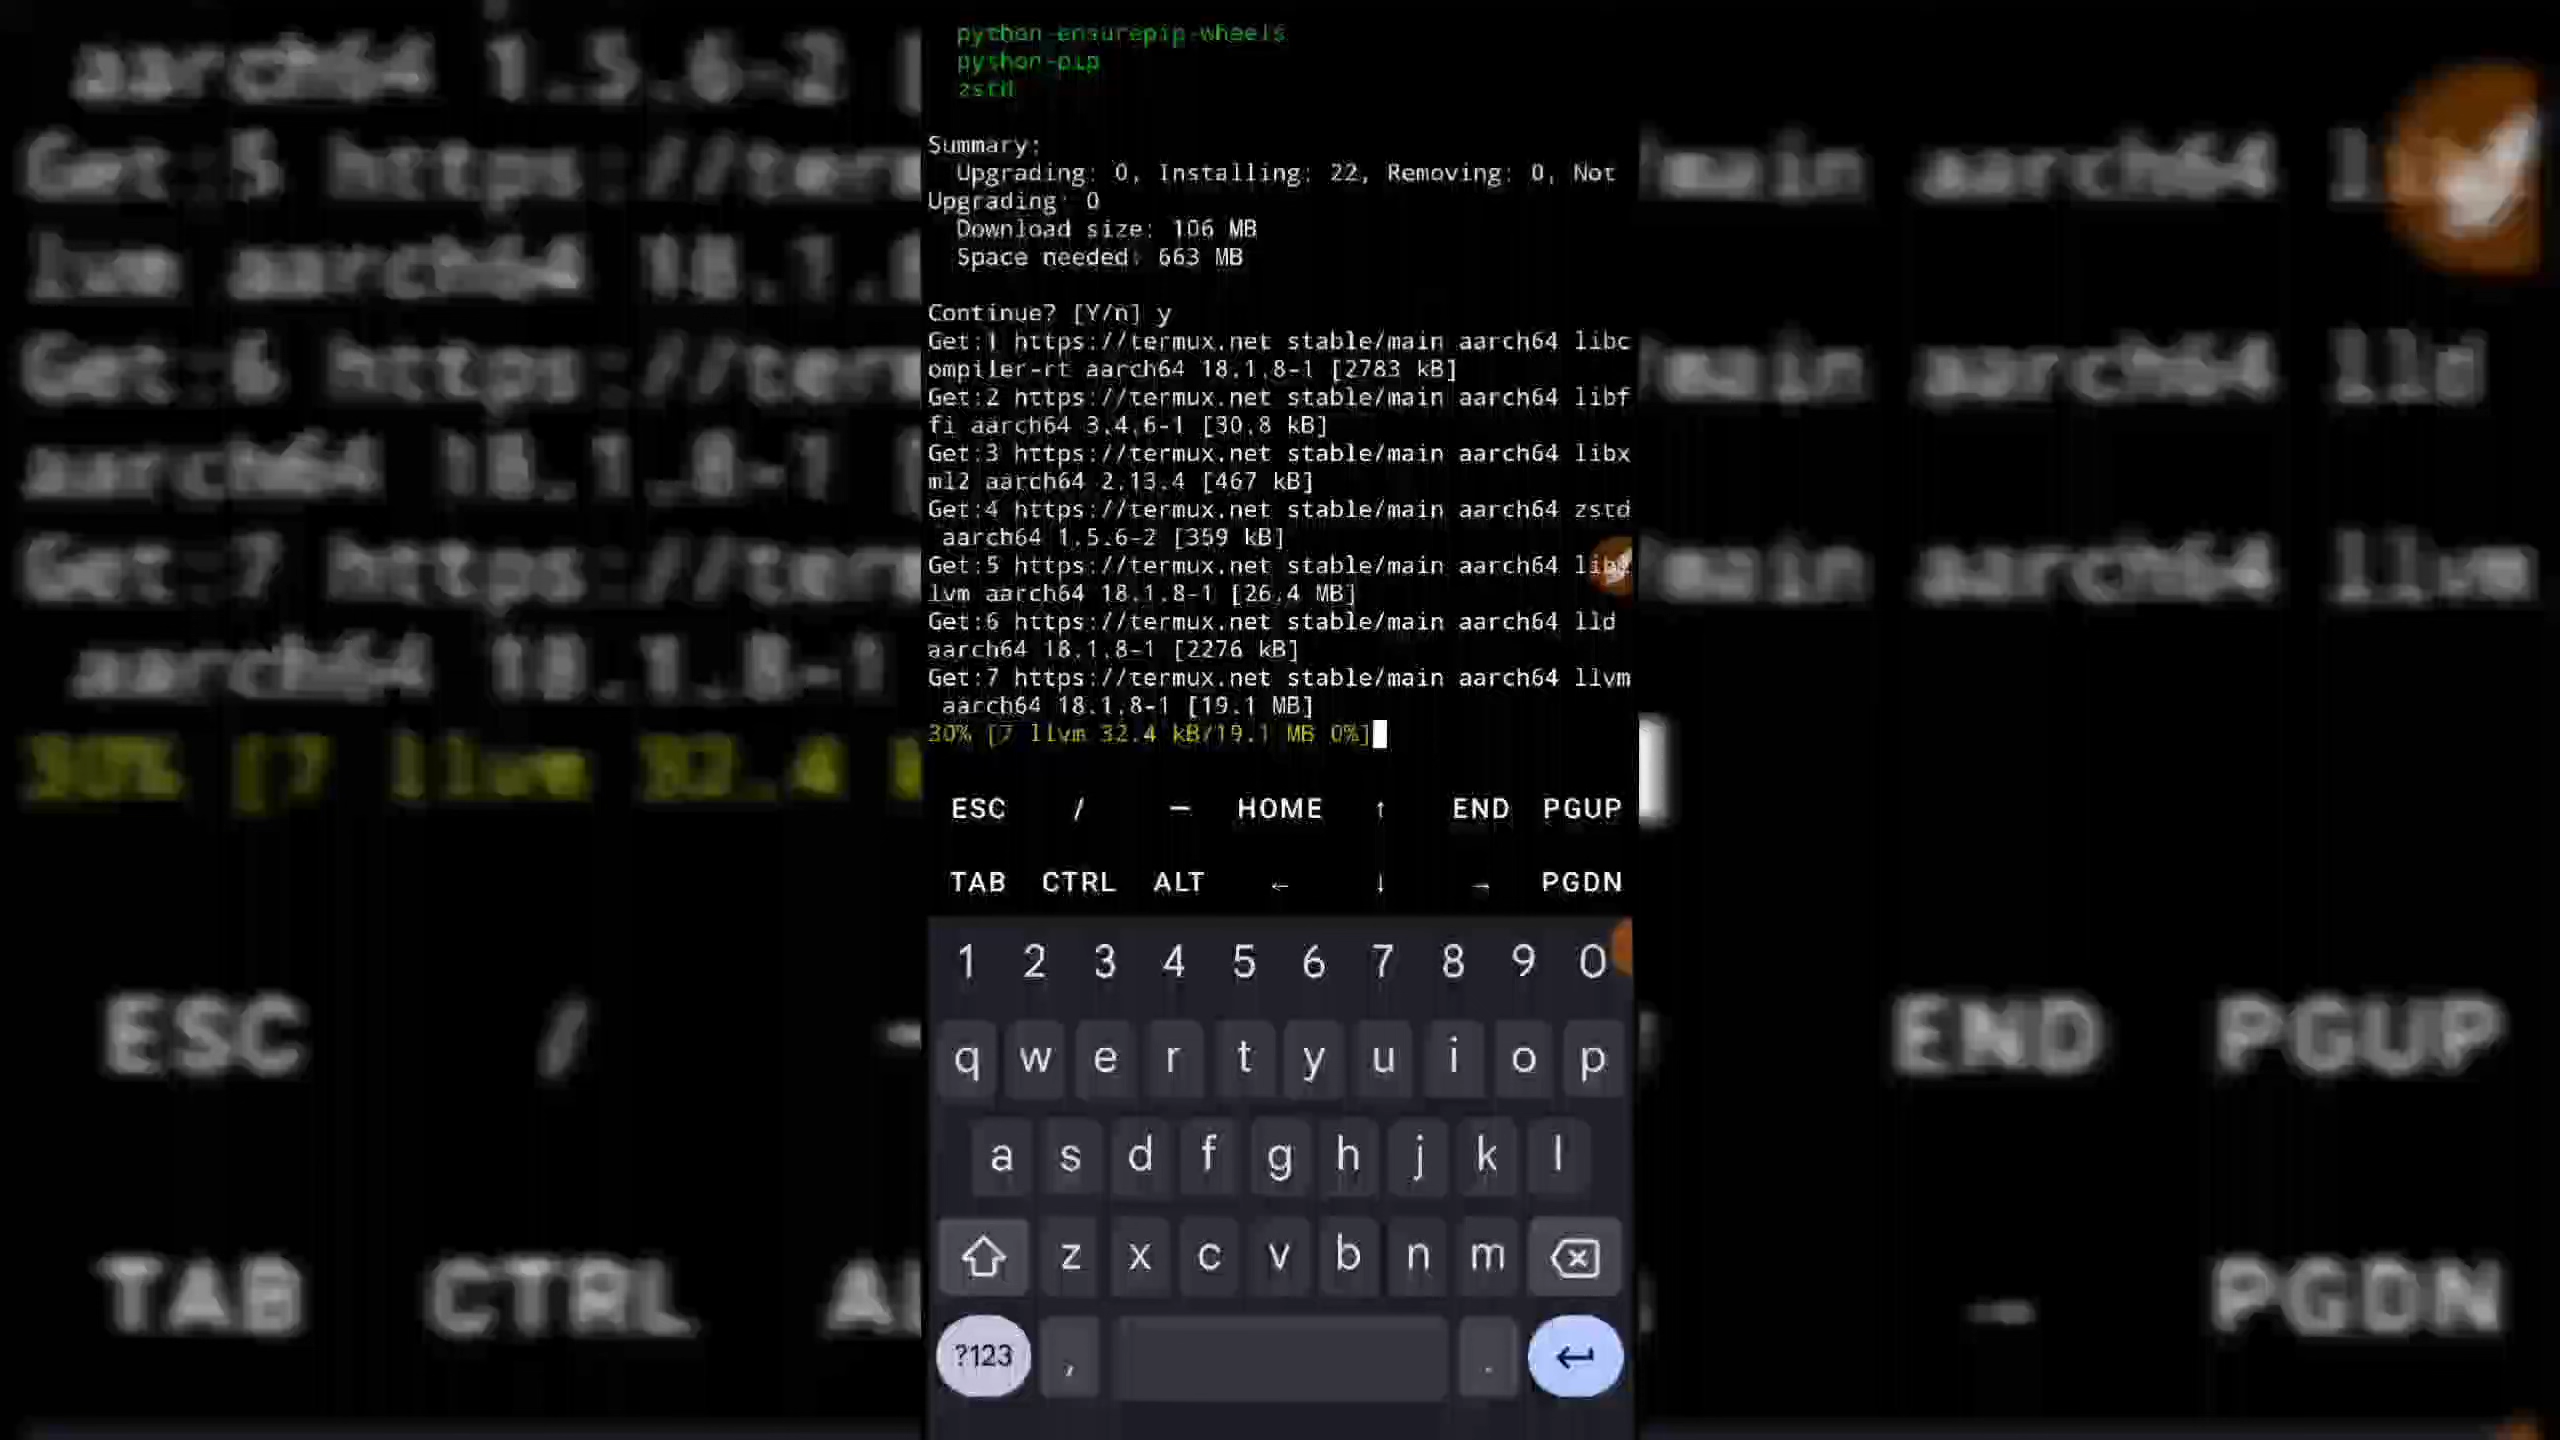 python-ensurepip-wheels
python-pip
zstd
Summary:
Upgrading: 0, Installing: 22, Removing: 0, Not
Upgrading: 0
Download size: 106 MB
Space needed: 663 MB
Continue? [Y/n] y
Get:1 https://termux.net stable/main aarch64 libc
ompiler-rt aarch64 18.1.8-1 [2783 kB]
Get:2 https://termux.net stable/main aarch64 libf
fi aarch64 3.4.6-1 [30.8 kB]
Get:3 https://termux.net stable/main aarch64 libx
ml2 aarch64 2.13.4 [467 kB]
Get:4 https://termux.net stable/main aarch64 zstd
aarch64 1.5.6-2 [359 kB]
Get:5 https://termux.net stable/main aarch64 libl
lvm aarch64 18.1.8-1 [26.4 MB]
Get:6 https://termux.net stable/main aarch64 lld
aarch64 18.1.8-1 [2276 kB]
Get:7 https://termux.net stable/main aarch64 llvm
aarch64 18.1.8-1 [19.1 MB]
30% [7 llvm 32.4 kB/19.1 MB 0%]
ESC / — HOME ↑ END PGUP
TAB CTRL ALT ← ↓ → PGDN
1 2 3 4 5 6 7 8 9 0
q w e r t y u i o p
a s d f g h j k l
z x c v b n m
?123 , .